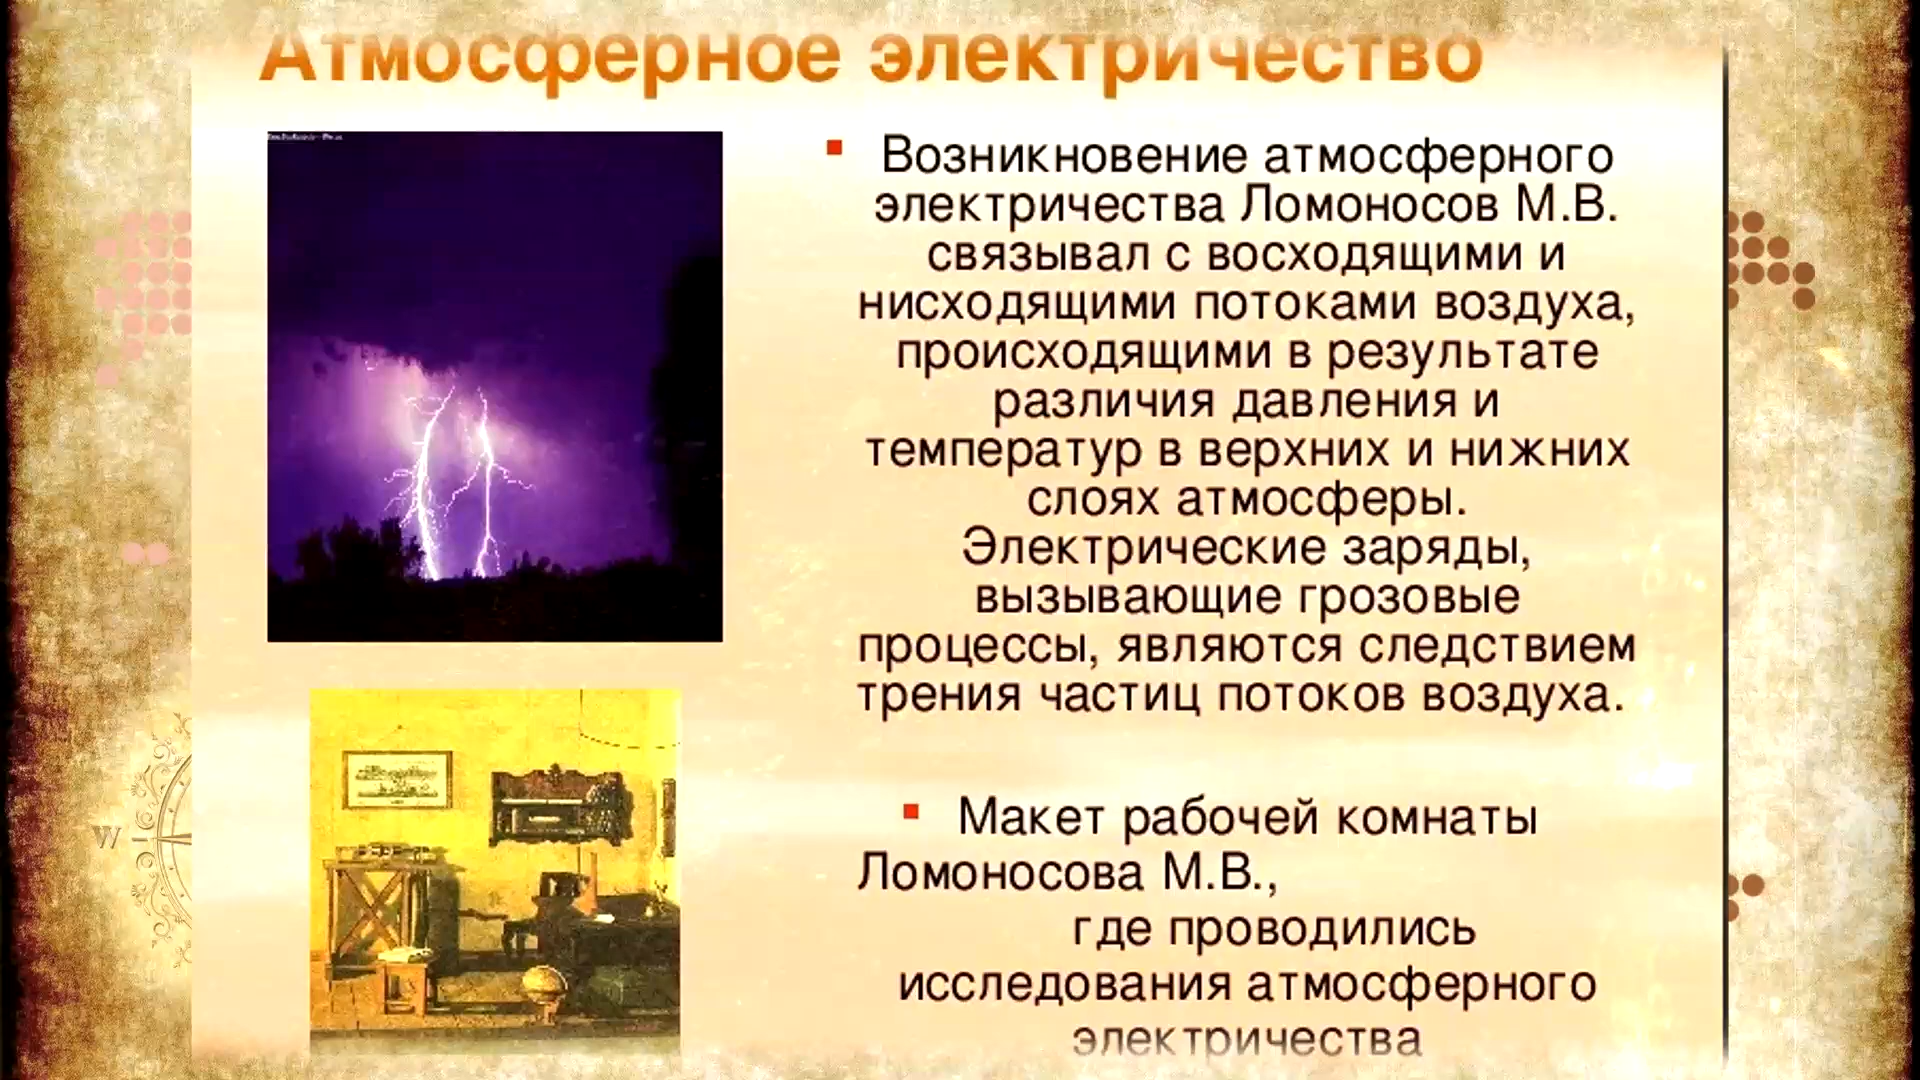 Атмосферное электричество
Возникновение атмосферного
электричества Ломоносов М.В.
связывал с восходящими и
нисходящими потоками воздуха,
происходящими в результате
различия давления и
температур в верхних и нижних
слоях атмосферы.
Электрические заряды,
вызывающие грозовые
процессы, являются следствием
трения частиц потоков воздуха.
Макет рабочей комнаты
Ломоносова М.В.,
где проводились
исследования атмосферного
электричества
W